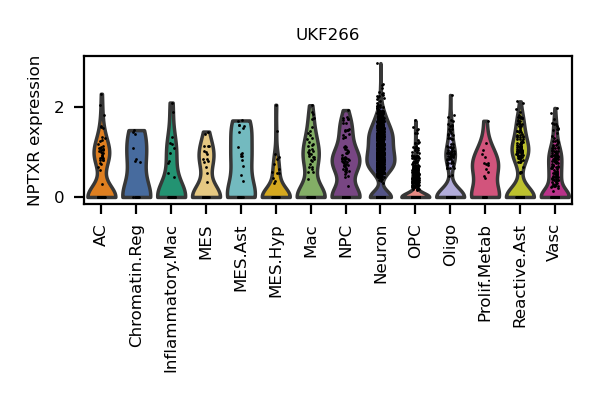 UKF266
NPTXR expression
2
0
AC
Chromatin.Reg
Inflammatory.Mac
MES
MES.Ast
MES.Hyp
Mac
NPC
Neuron
OPC
Oligo
Prolif.Metab
Reactive.Ast
Vasc